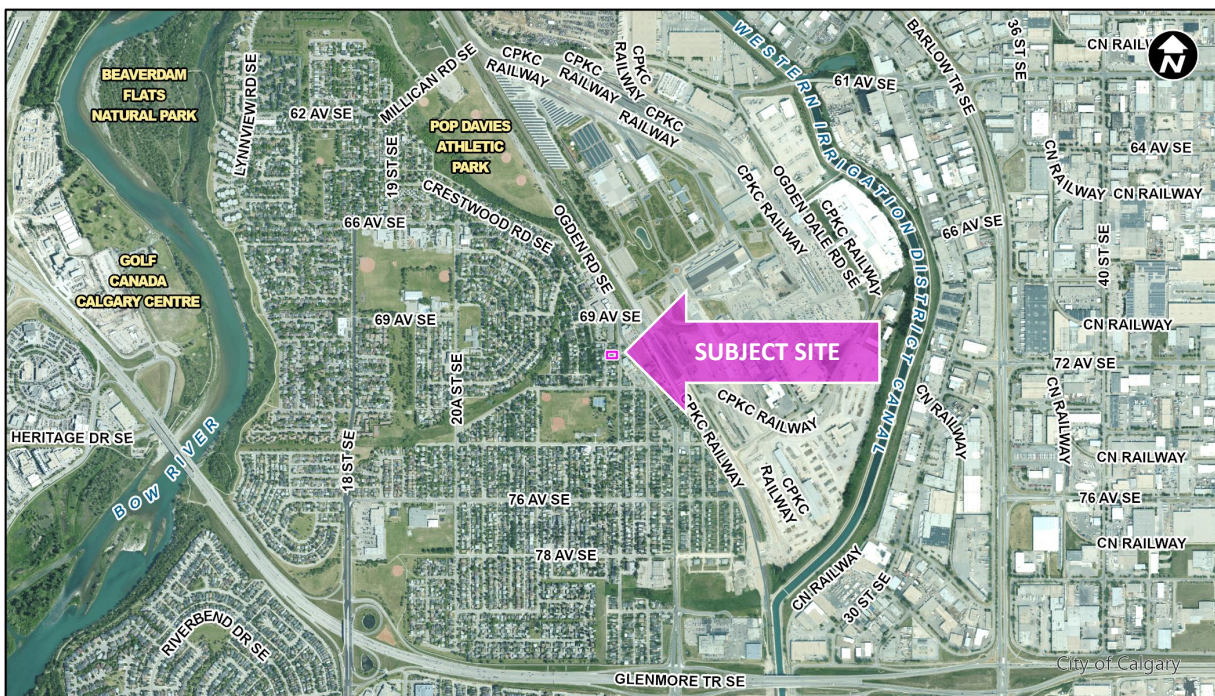 BEAVERDAM
FLATS
NATURAL PARK
LYNNVIEW RD SE
62 AV SE
MILLICAN RD SE
19 ST SE
POP DAVIES
ATHLETIC
PARK
CPKC
RAILWAY
CPKC
RAILWAY
CPKC
RAILWAY
CPKC
RAILWAY
WESTERN IRRIGATION DISTRICT CANAL
61 AV SE
BARLOW TR SE
36 ST SE
CN RAILWAY
N
64 AV SE
CN RAILWAY
CN RAILWAY
CRESTWOOD RD SE
66 AV SE
OGDEN RD SE
CPKC RAILWAY
OGDEN DALE RD SE
CPKC RAILWAY
66 AV SE
40 ST SE
GOLF
CANADA
CALGARY CENTRE
69 AV SE
69 AV SE
SUBJECT SITE
CN RAILWAY
72 AV SE
20A ST SE
CPKC RAILWAY
CPKC RAILWAY
CN RAILWAY
CN RAILWAY
HERITAGE DR SE
BOW RIVER
18 ST SE
CN RAILWAY
76 AV SE
CPKC
RAILWAY
76 AV SE
78 AV SE
CN RAILWAY
CN RAILWAY
30 ST SE
RIVERBEND DR SE
City of Calgary
GLENMORE TR SE